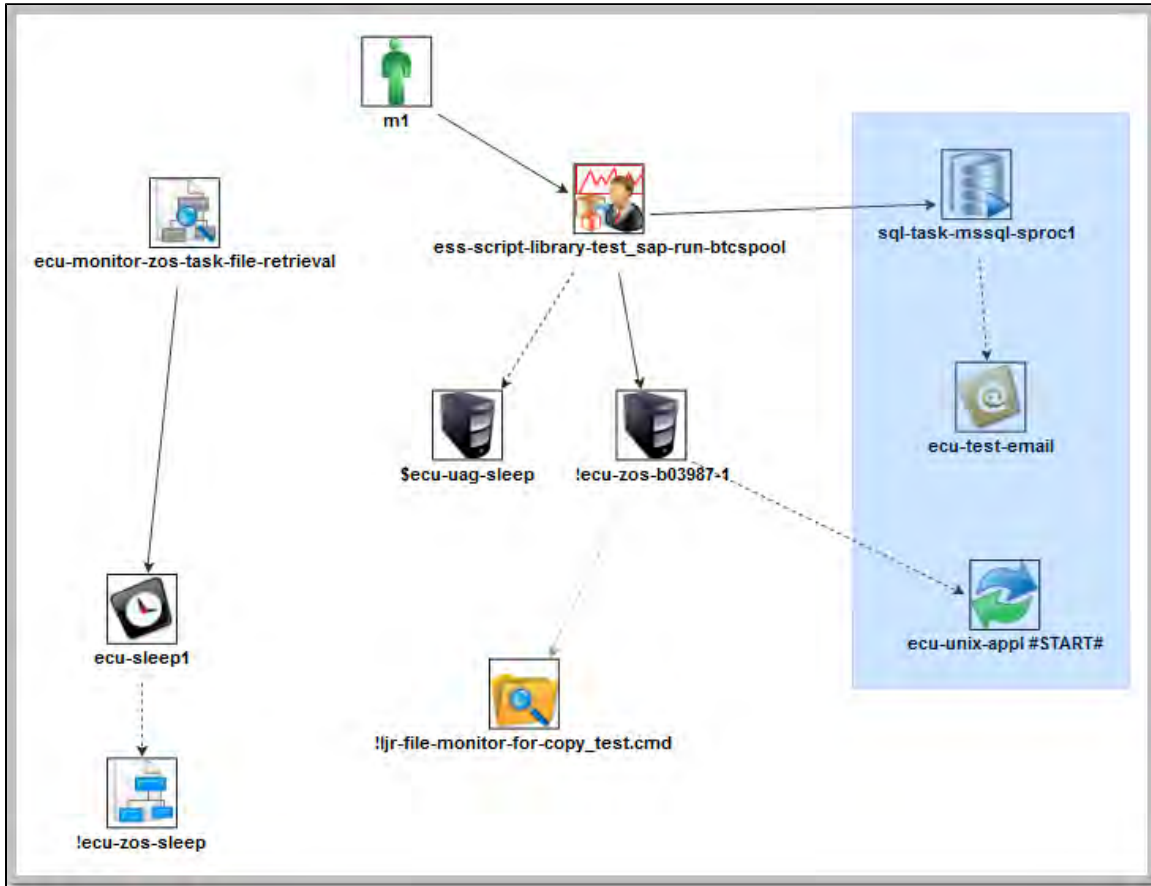 m1
ess-script-library-test_sap-run-btcspool
sql-task-mssql-sproc1
ecu-monitor-zos-task-file-retrieval
$ecu-uag-sleep
!ecu-zos-b03987-1
@
ecu-test-email
ecu-sleep1
ecu-unix-appl #START#
!ljr-file-monitor-for-copy_test.cmd
!ecu-zos-sleep